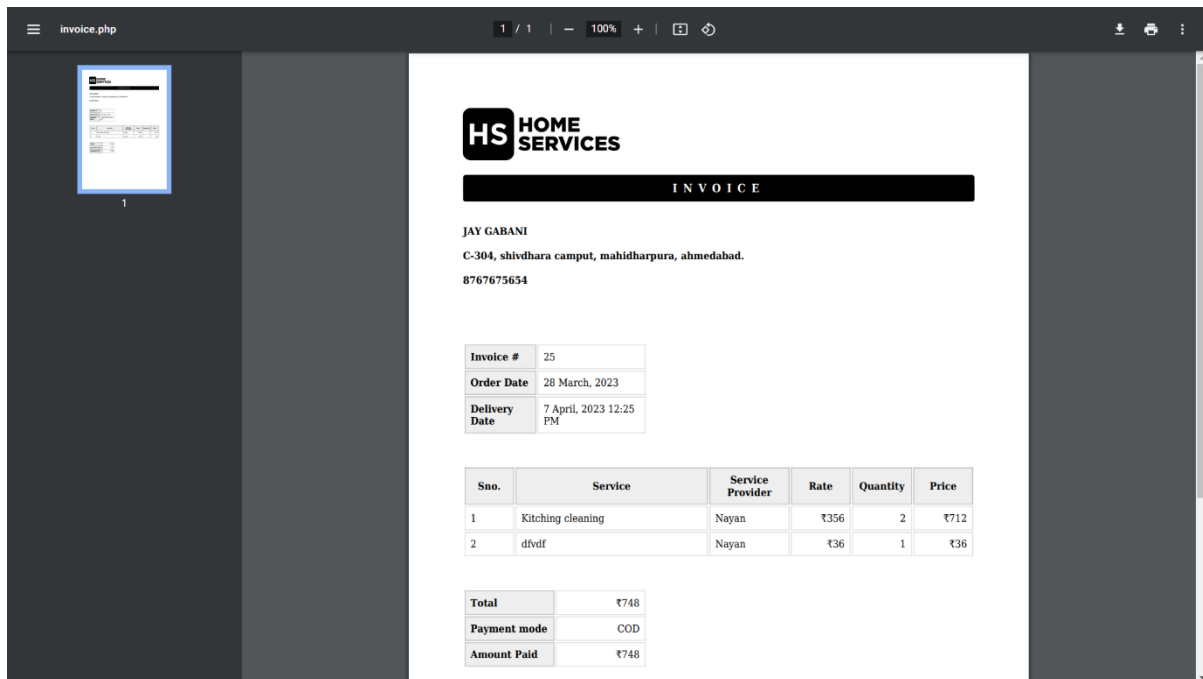 invoice.php
1 / 1
100%
1
HS HOME
SERVICES
INVOICE
JAY GABANI
C-304, shivdhara camput, mahidharpura, ahmedabad.
8767675654
Invoice # 25
Order Date 28 March, 2023
Delivery Date 7 April, 2023 12:25 PM
Sno. Service Service Provider Rate Quantity Price
1 Kitching cleaning Nayan ₹356 2 ₹712
2 dfvdf Nayan ₹36 1 ₹36
Total ₹748
Payment mode COD
Amount Paid ₹748